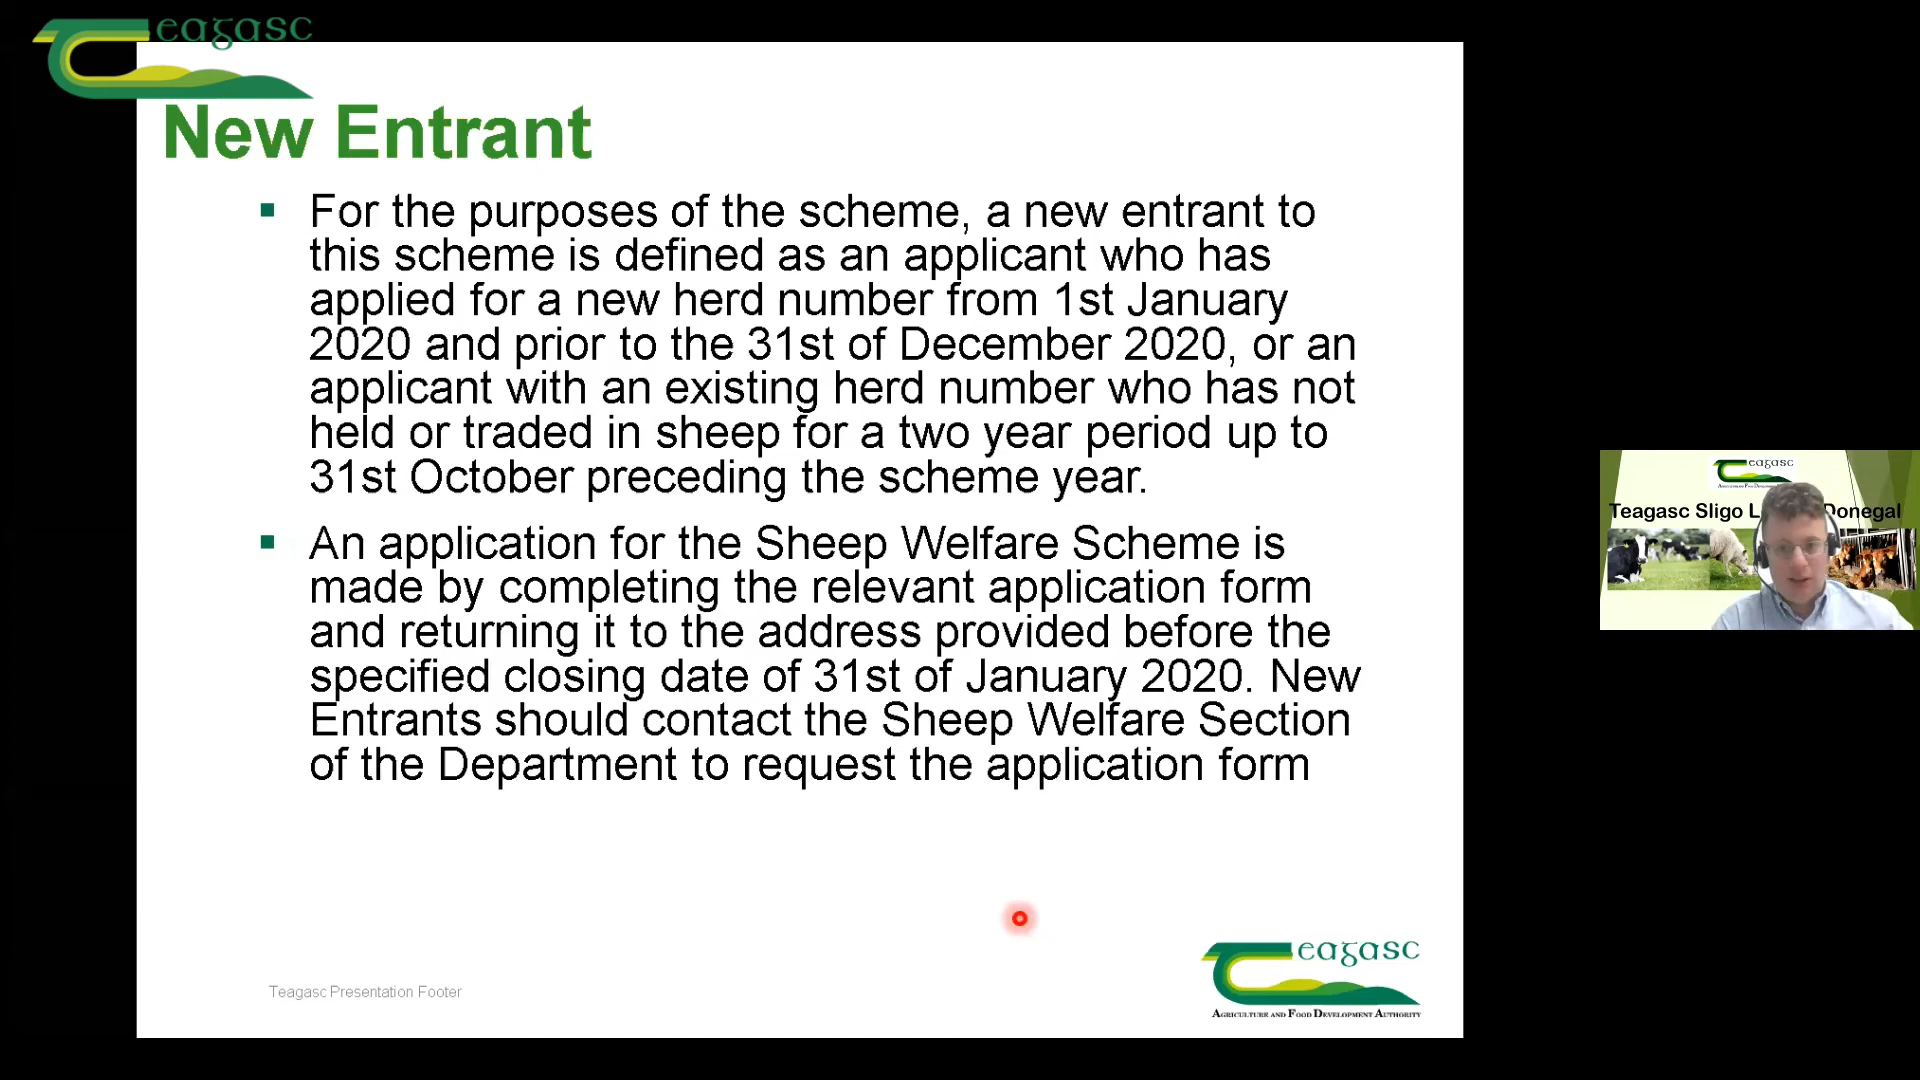 eagasc
New Entrant
▪ For the purposes of the scheme, a new entrant to
this scheme is defined as an applicant who has
applied for a new herd number from 1st January
2020 and prior to the 31st of December 2020, or an
applicant with an existing herd number who has not
held or traded in sheep for a two year period up to
31st October preceding the scheme year.
▪ An application for the Sheep Welfare Scheme is
made by completing the relevant application form
and returning it to the address provided before the
specified closing date of 31st of January 2020. New
Entrants should contact the Sheep Welfare Section
of the Department to request the application form
Teagasc Presentation Footer
eagasc
AGRICULTURE AND FOOD DEVELOPMENT AUTHORITY
eagasc
Teagasc Sligo L Donegal